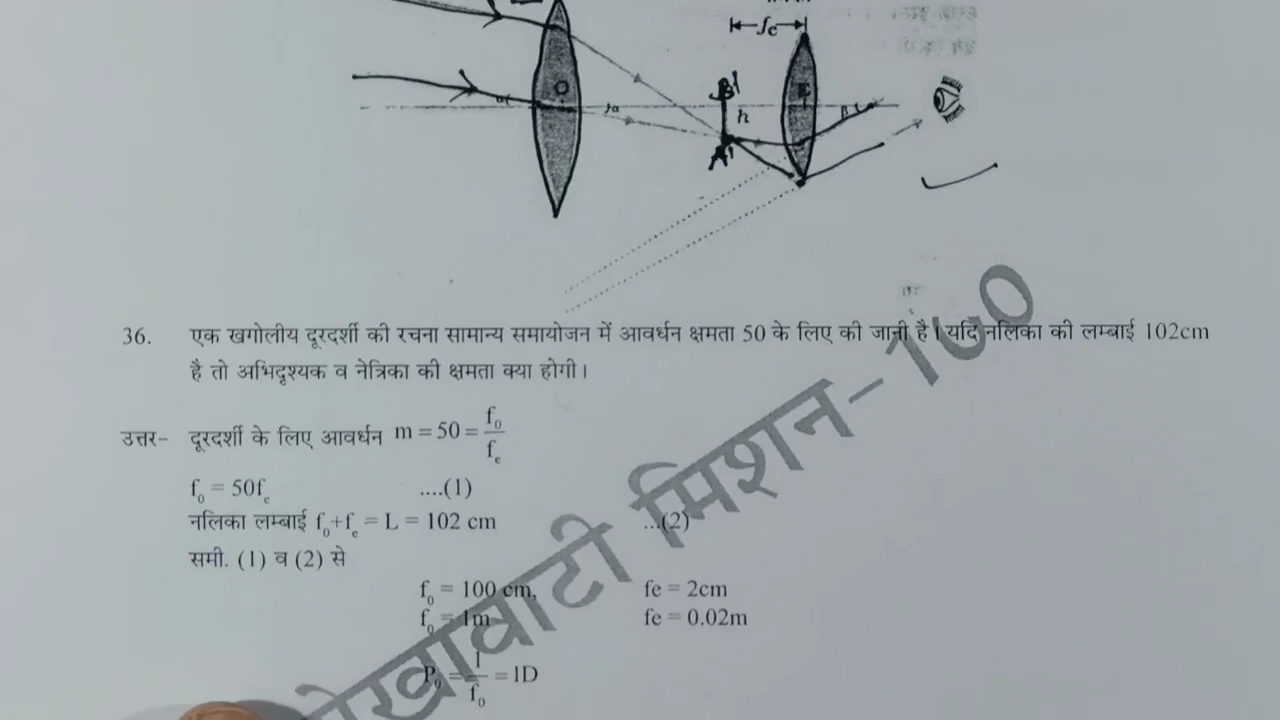 fe
O
E
B'
h
A'
α
β
36. एक खगोलीय दूरदर्शी की रचना सामान्य समायोजन में आवर्धन क्षमता 50 के लिए की जानी है। यदि नलिका की लम्बाई 102cm
है तो अभिदृश्यक व नेत्रिका की क्षमता क्या होगी।
उत्तर- दूरदर्शी के लिए आवर्धन m = 50 = f₀/fₑ
f₀ = 50fₑ ....(1)
नलिका लम्बाई f₀+fₑ = L = 102 cm ...(2)
समी. (1) व (2) से
f₀ = 100 cm, fe = 2cm
f₀ = 1m fe = 0.02m
P₀ = 1/f₀ = 1D
शेखावाटी मिशन-100